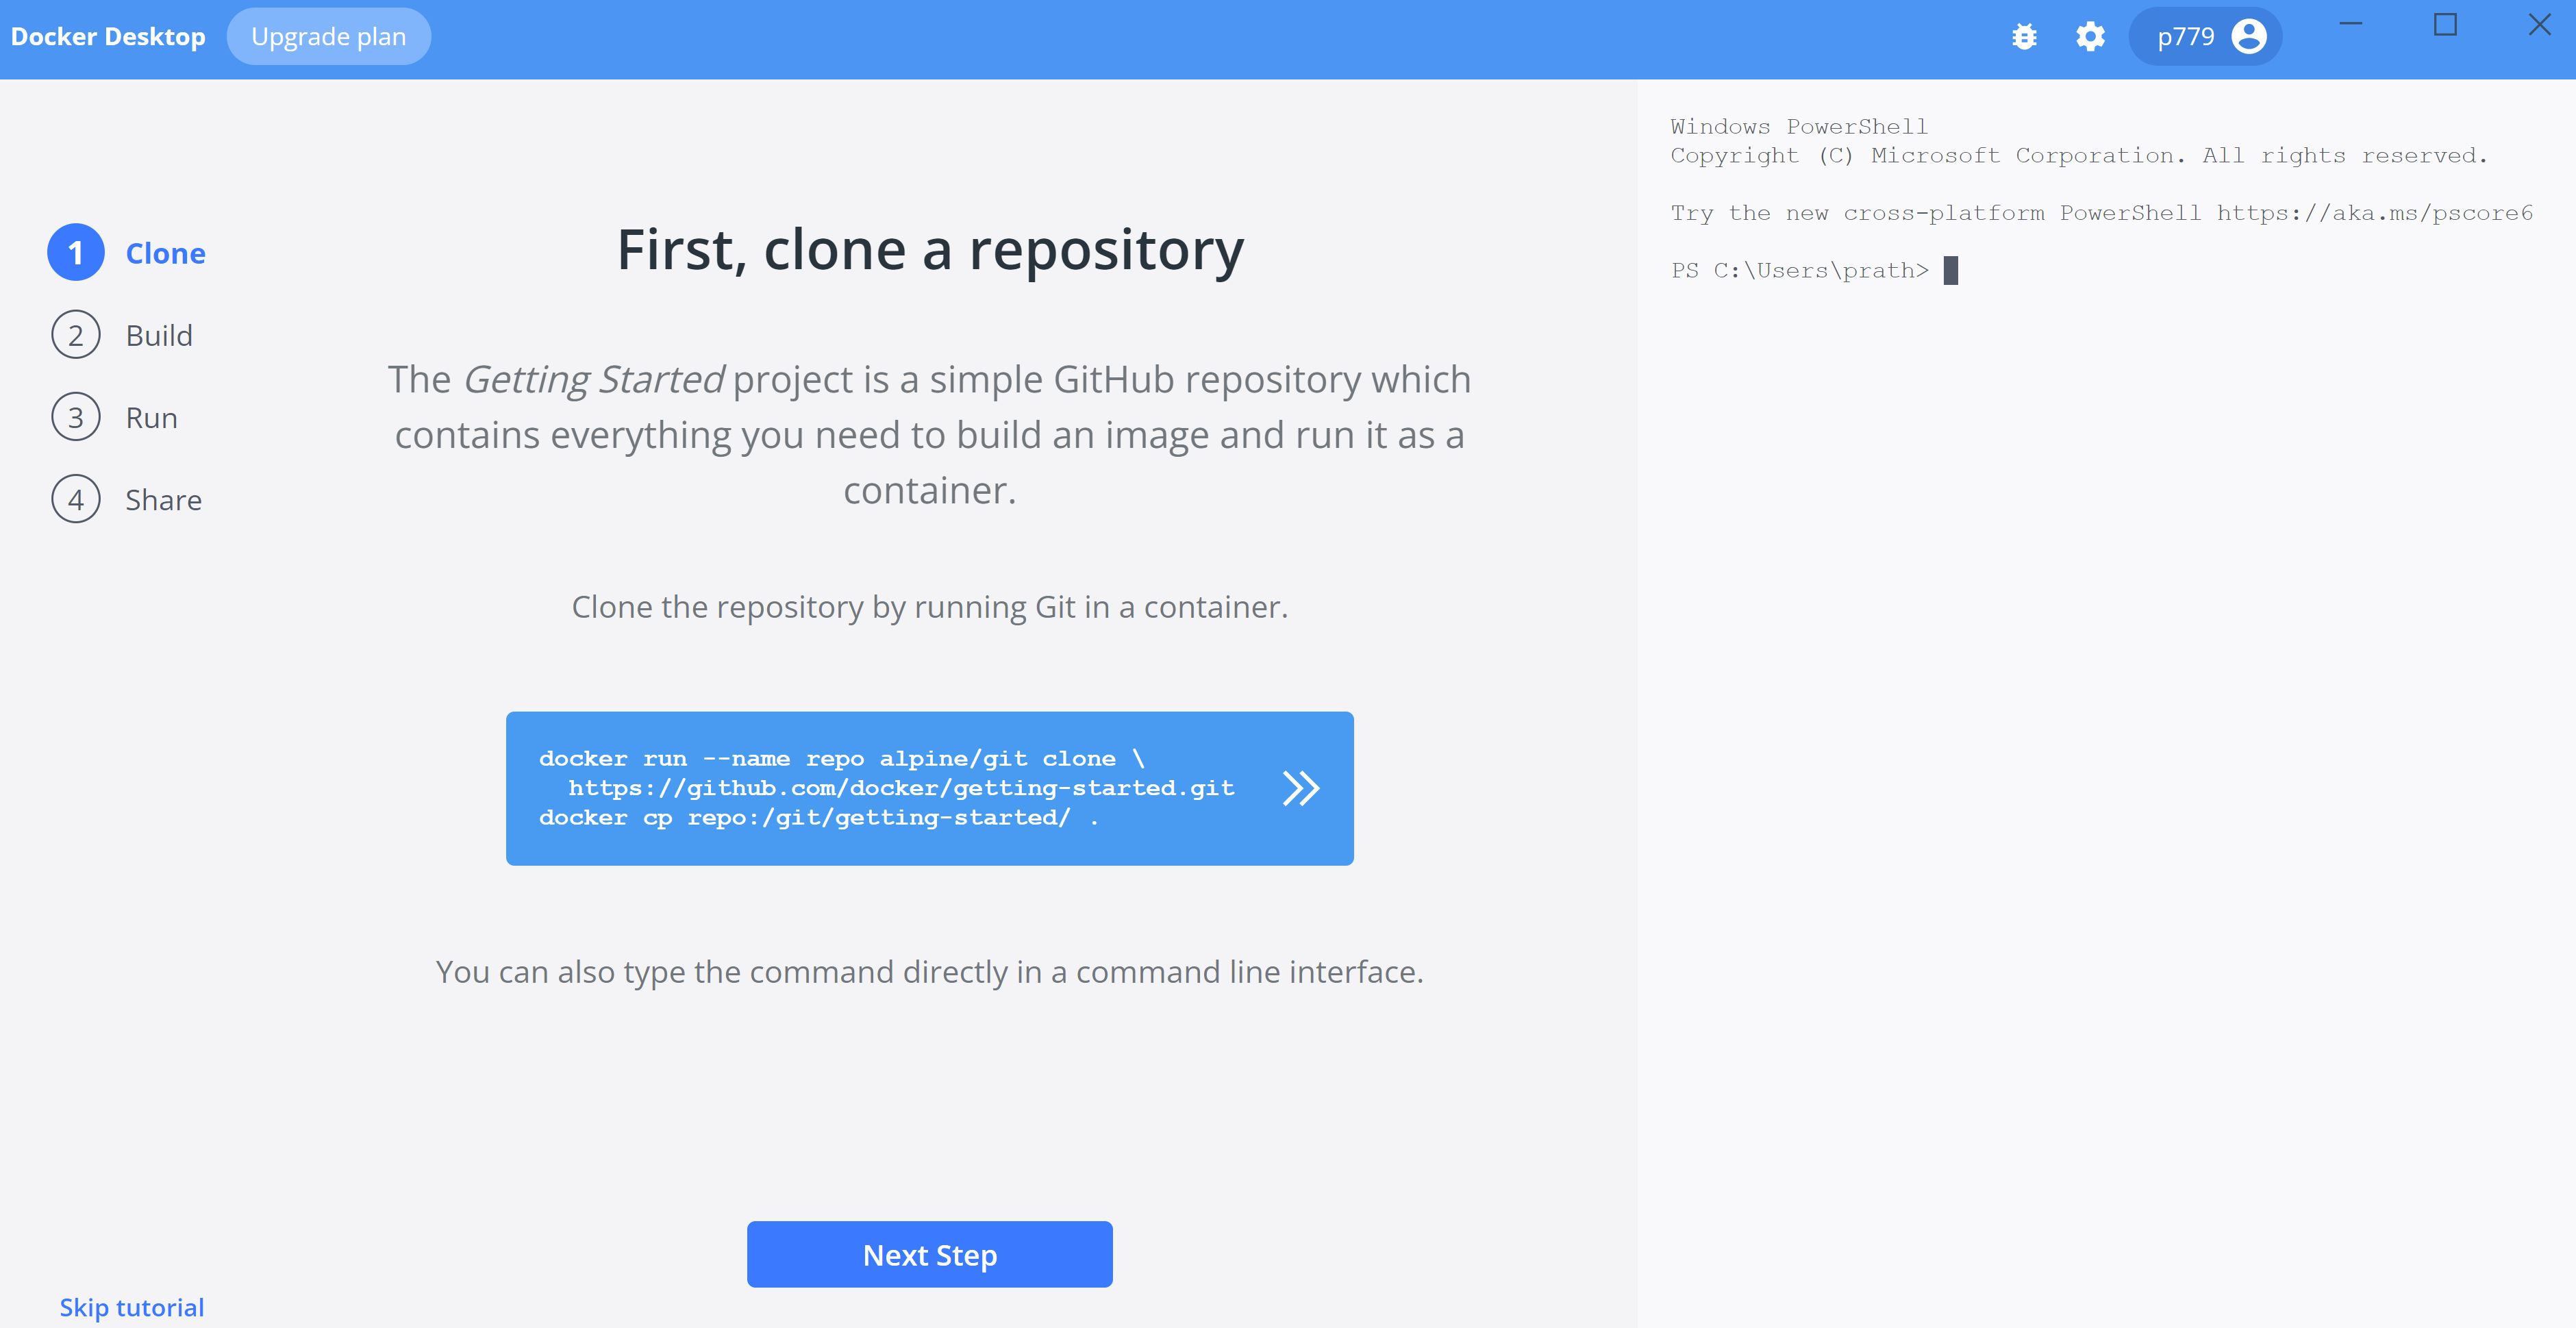 Docker Desktop
Upgrade plan
p779
1 Clone
2 Build
3 Run
4 Share
First, clone a repository
The Getting Started project is a simple GitHub repository which
contains everything you need to build an image and run it as a
container.
Clone the repository by running Git in a container.
docker run --name repo alpine/git clone \
https://github.com/docker/getting-started.git
docker cp repo:/git/getting-started/ .
You can also type the command directly in a command line interface.
Next Step
Skip tutorial
Windows PowerShell
Copyright (C) Microsoft Corporation. All rights reserved.
Try the new cross-platform PowerShell https://aka.ms/pscore6
PS C:\Users\prath>